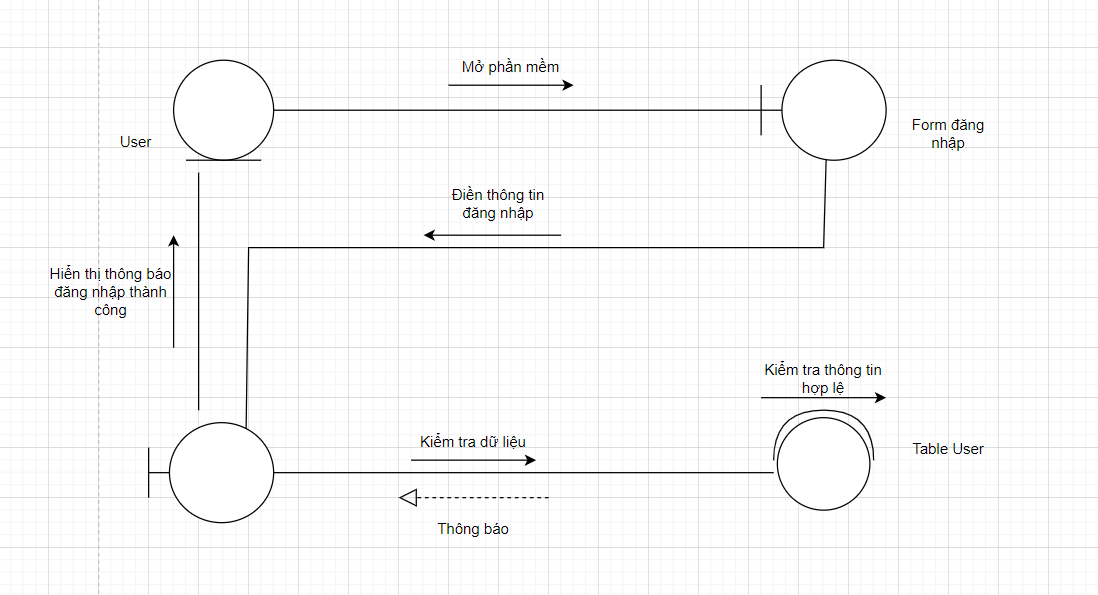 Mở phần mềm
User
Form đăng
nhập
Điền thông tin
đăng nhập
Hiển thị thông báo
đăng nhập thành
công
Kiểm tra thông tin
hợp lệ
Kiểm tra dữ liệu
Table User
Thông báo